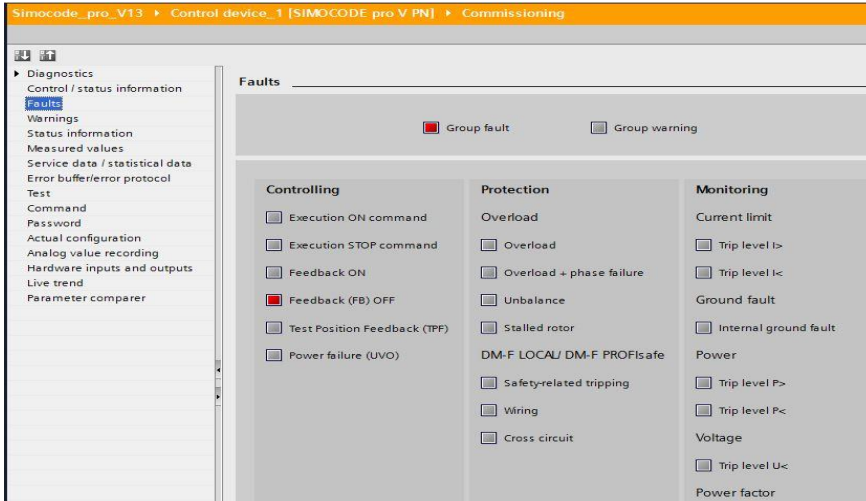 Simocode_pro_V13 ▸ Control device_1 [SIMOCODE pro V PN] ▸ Commissioning
Diagnostics
Control / status information
Faults
Warnings
Status information
Measured values
Service data / statistical data
Error buffer/error protocol
Test
Command
Password
Actual configuration
Analog value recording
Hardware inputs and outputs
Live trend
Parameter comparer
Faults
Group fault
Group warning
Controlling
Execution ON command
Execution STOP command
Feedback ON
Feedback (FB) OFF
Test Position Feedback (TPF)
Power failure (UVO)
Protection
Overload
Overload
Overload + phase failure
Unbalance
Stalled rotor
DM-F LOCAL/ DM-F PROFIsafe
Safety-related tripping
Wiring
Cross circuit
Monitoring
Current limit
Trip level I>
Trip level I<
Ground fault
Internal ground fault
Power
Trip level P>
Trip level P<
Voltage
Trip level U<
Power factor